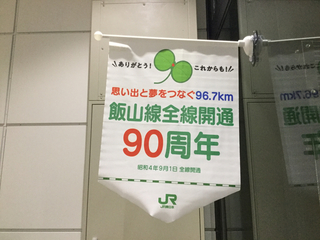 ありがとう! これからも!
思い出と夢をつなぐ96.7km
飯山線全線開通
90周年
昭和4年9月1日 全線開通
JR